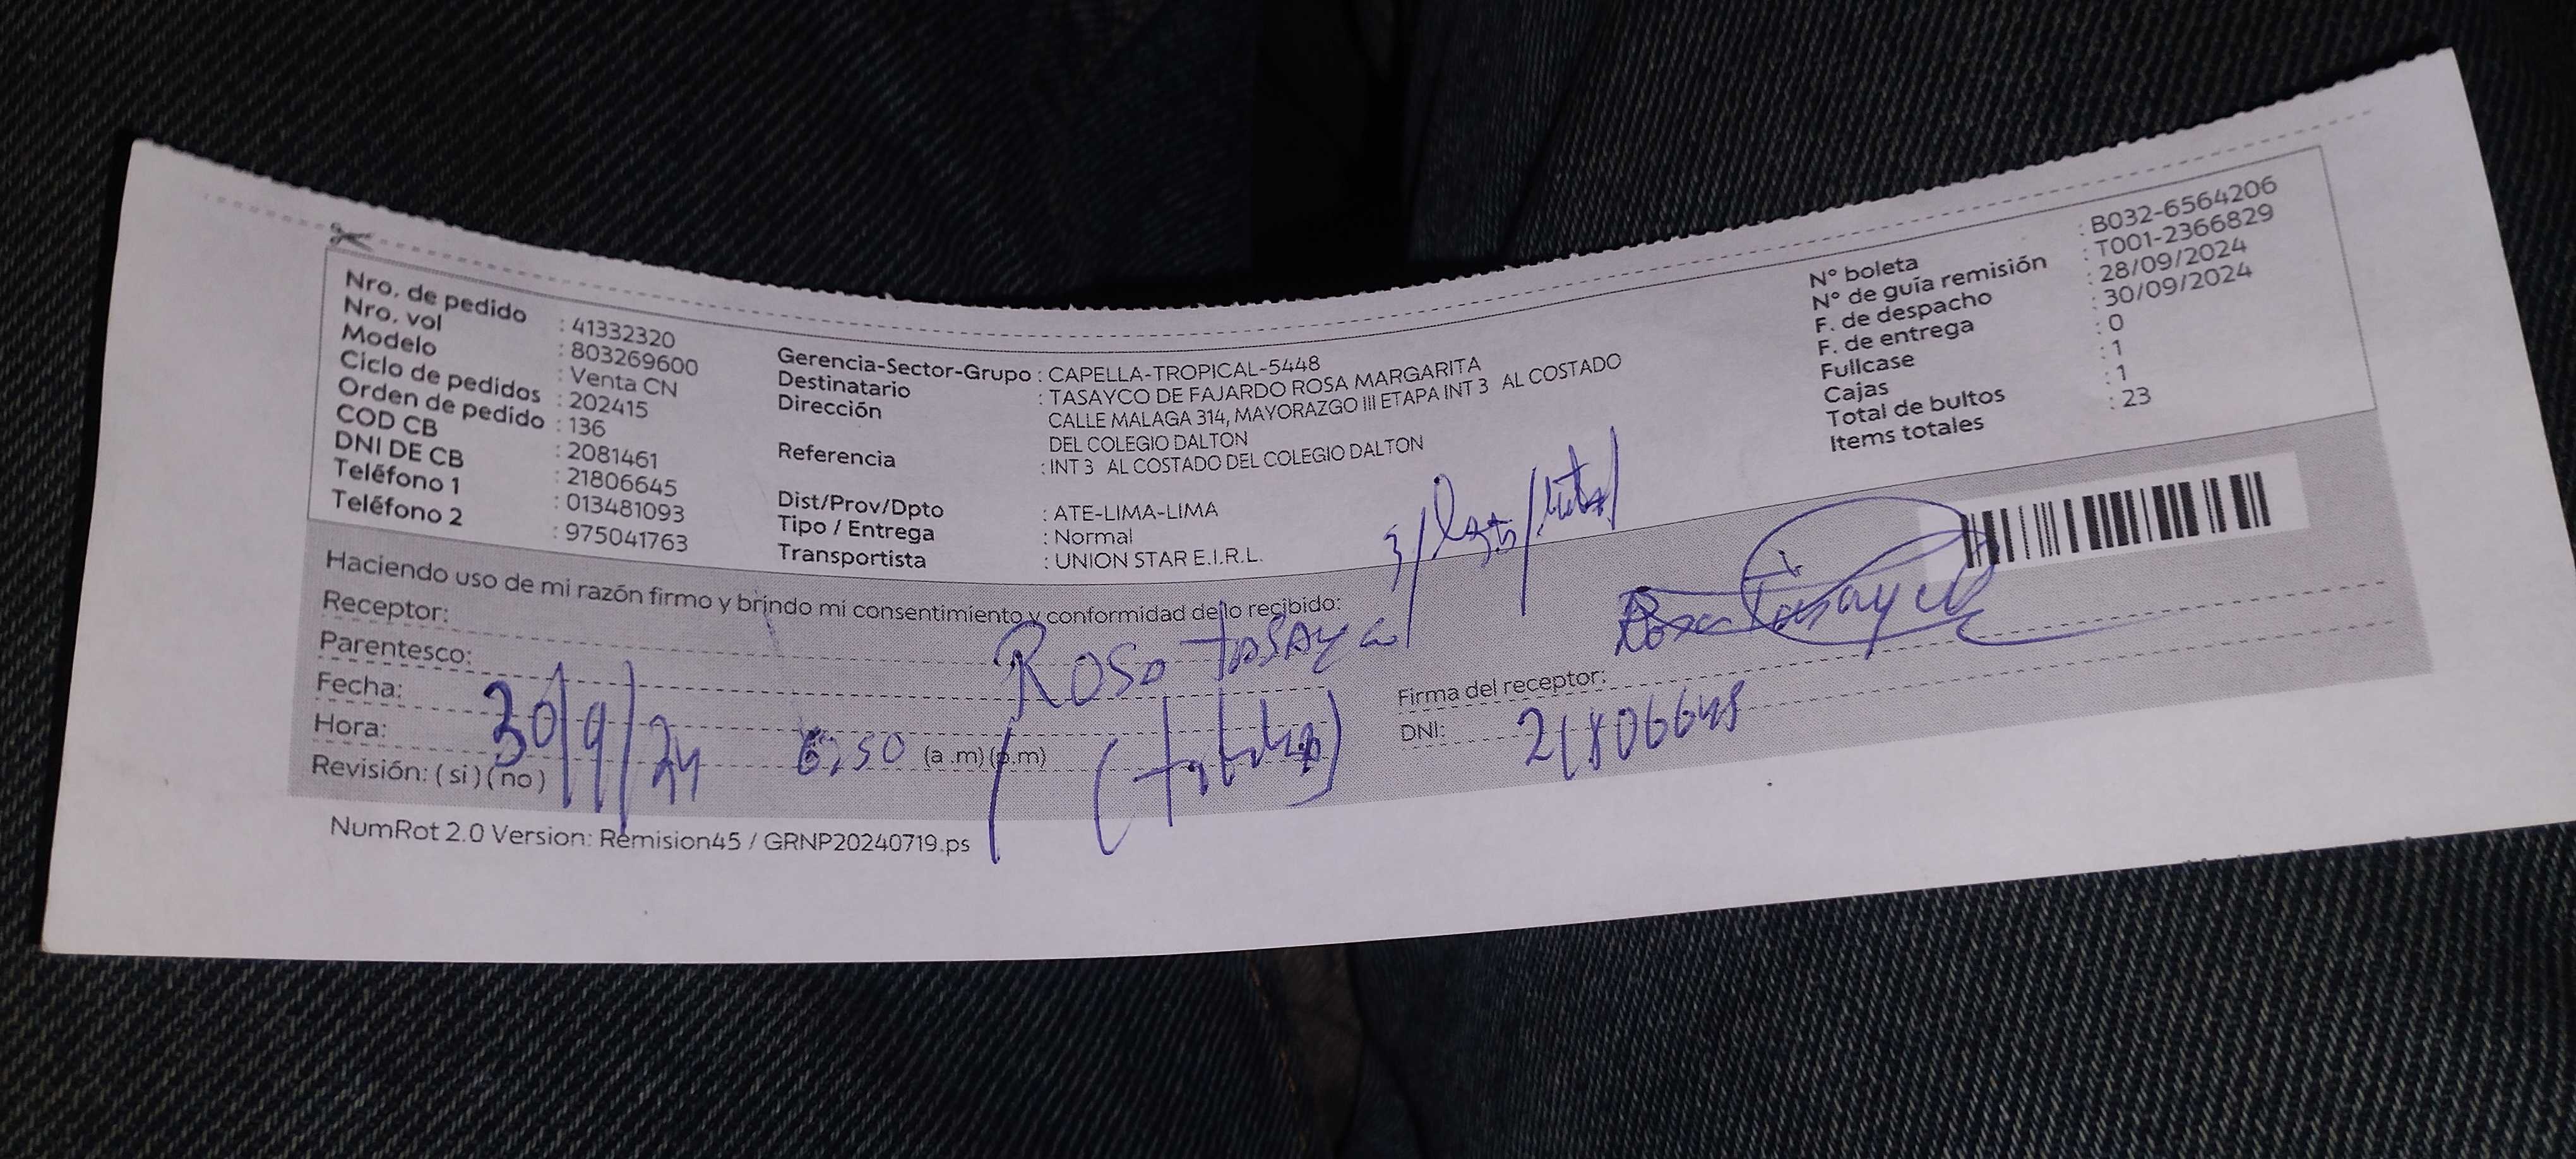 Nro. de pedido : 41332320
Nro. vol : 803269600
Modelo : Venta CN
Ciclo de pedidos : 202415
Orden de pedido : 136
COD CB : 2081461
DNI DE CB : 21806645
Teléfono 1 : 013481093
Teléfono 2 : 975041763
Gerencia-Sector-Grupo : CAPELLA-TROPICAL-5448
Destinatario : TASAYCO DE FAJARDO ROSA MARGARITA
Dirección CALLE MALAGA 314, MAYORAZGO III ETAPA INT 3 AL COSTADO
DEL COLEGIO DALTON
Referencia : INT 3 AL COSTADO DEL COLEGIO DALTON
Dist/Prov/Dpto : ATE-LIMA-LIMA
Tipo / Entrega : Normal
Transportista : UNION STAR E.I.R.L.
N° boleta : B032-6564206
N° de guía remisión : T001-2366829
F. de despacho : 28/09/2024
F. de entrega : 30/09/2024
Fullcase : 0
Cajas : 1
Total de bultos : 1
Items totales : 23
Haciendo uso de mi razón firmo y brindo mi consentimiento y conformidad de lo recibido:
Receptor: Rosa Tasayco
Parentesco:
Fecha: 30/9/24
Hora: 6:50 (a.m)(p.m)
Revisión: (si)(no)
Firma del receptor: Rosa Tasayco
DNI: 21806645
NumRot 2.0 Version: Remision45 / GRNP20240719.ps